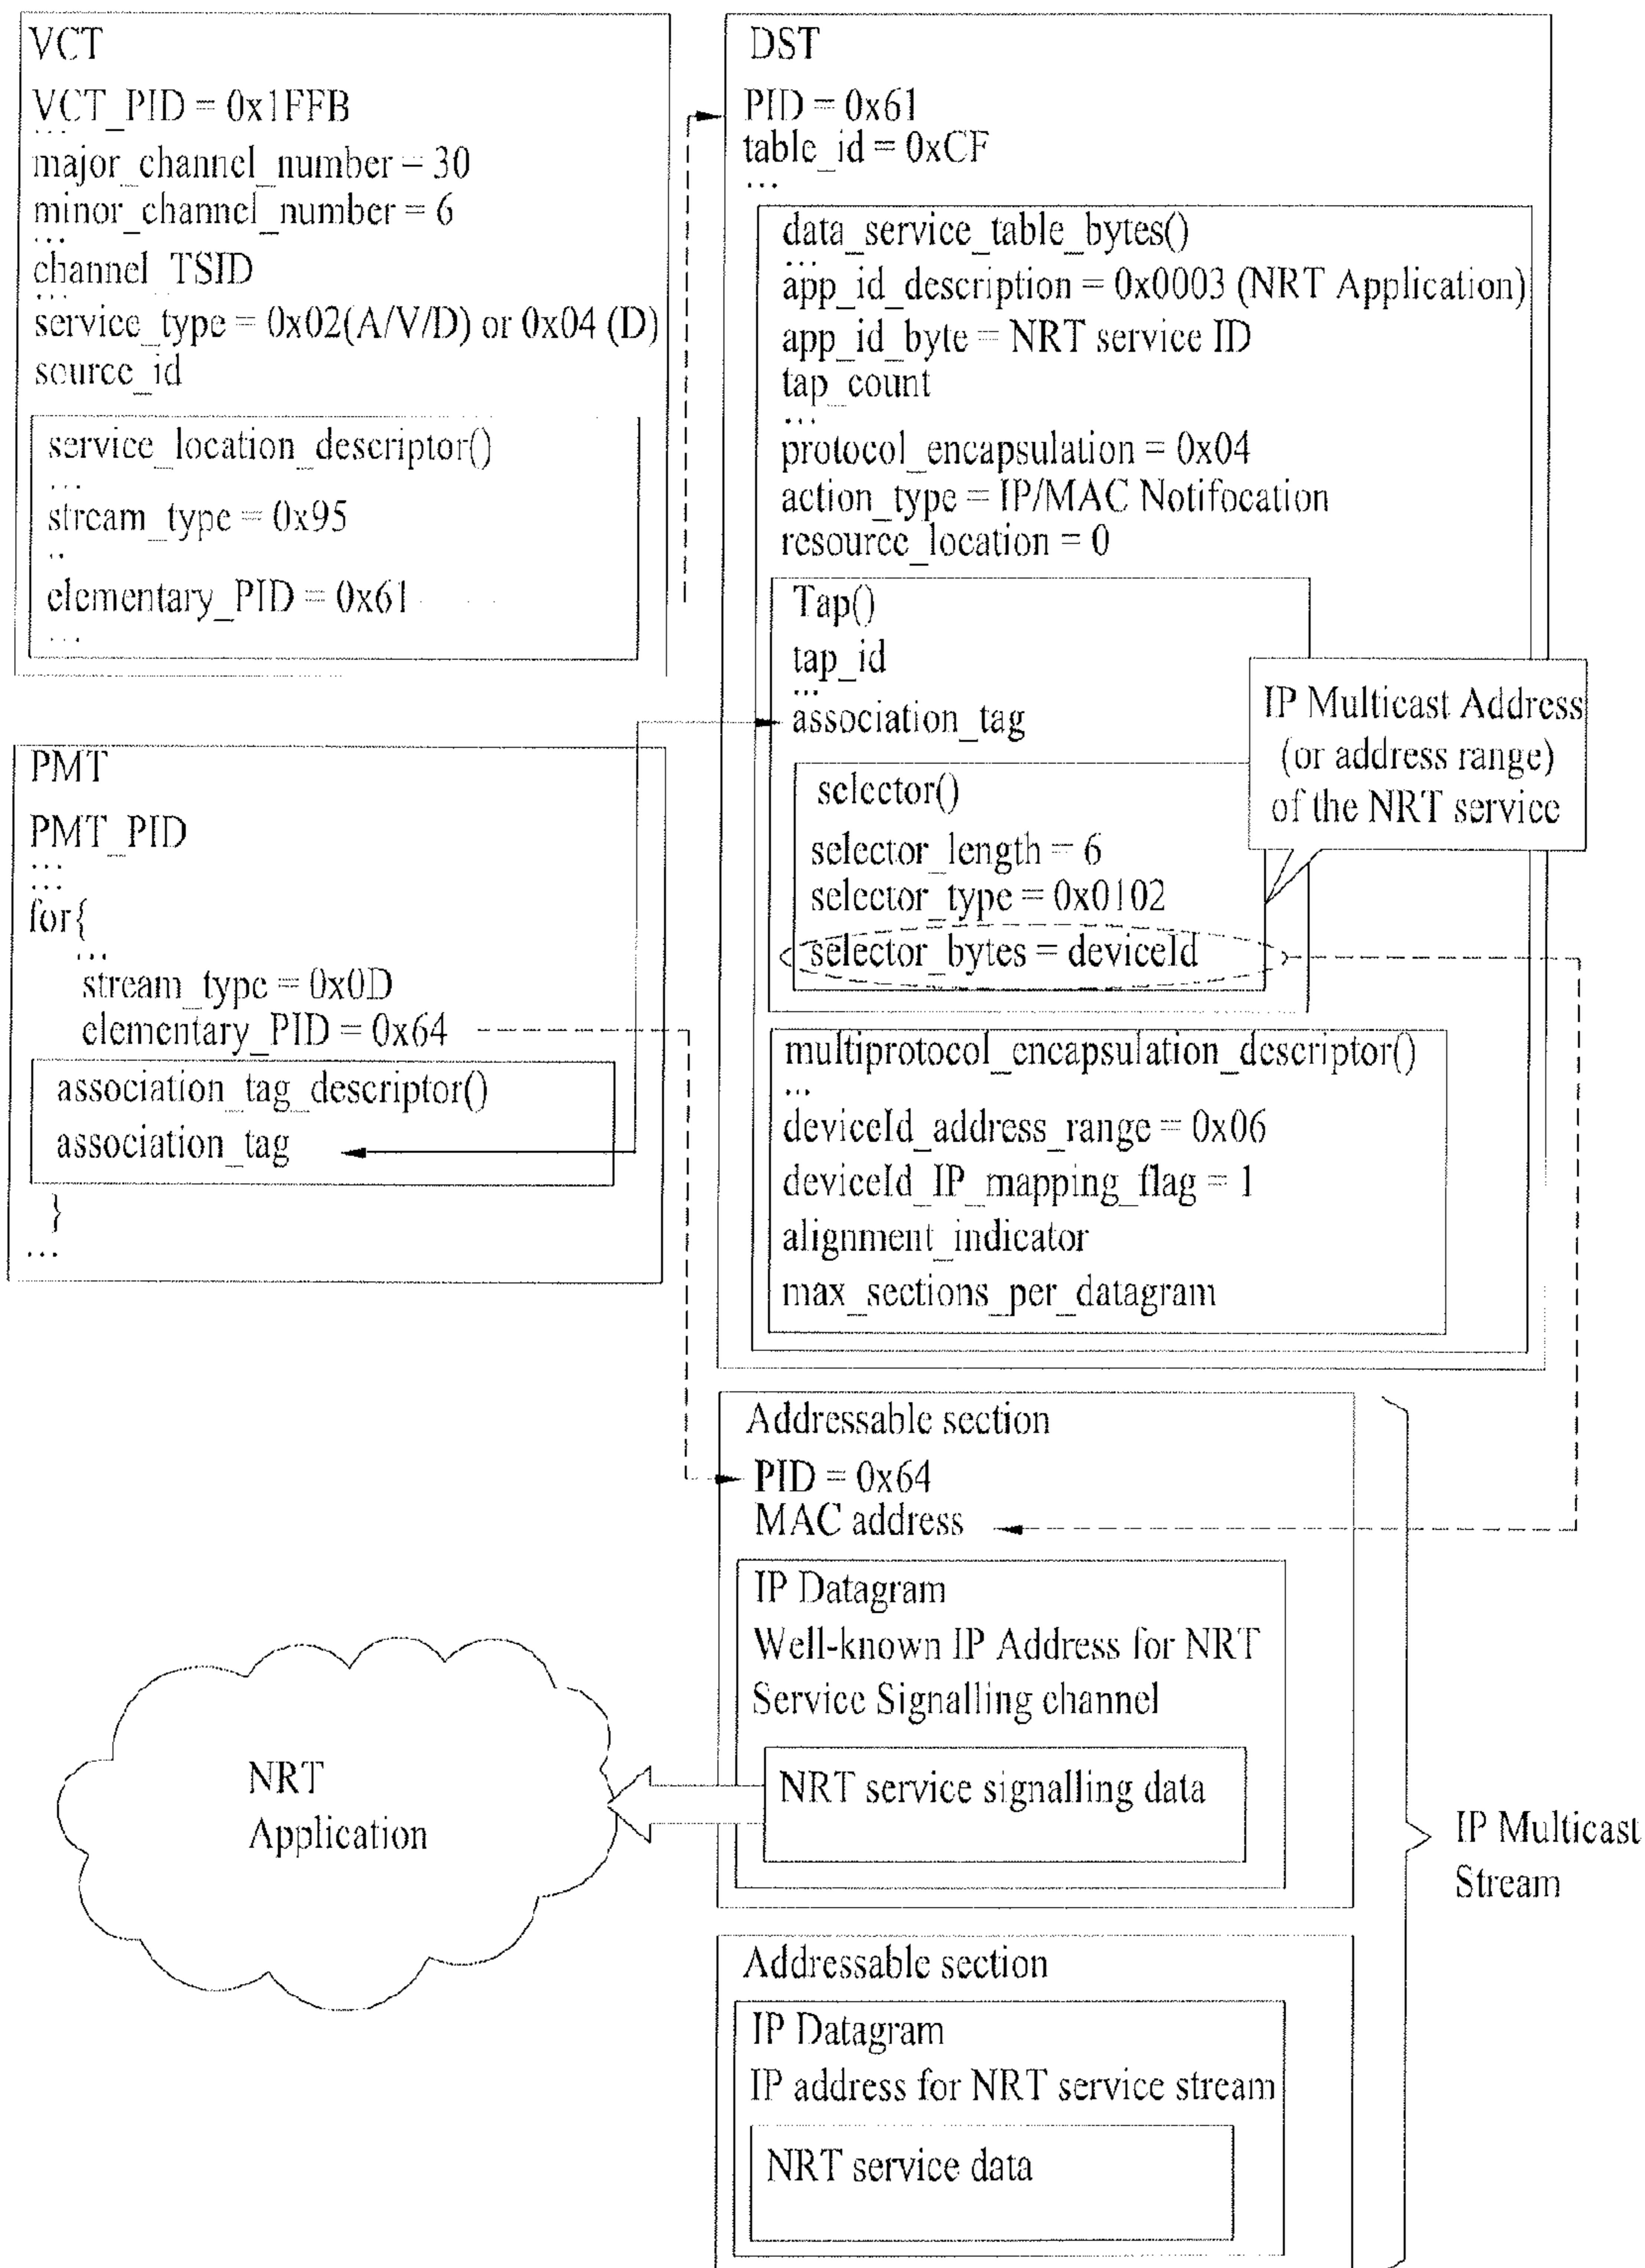 VCT
VCT_PID = 0x1FFB
...
major_channel_number = 30
minor_channel_number = 6
...
channel_TSID
...
service_type = 0x02(A/V/D) or 0x04 (D)
source_id
service_location_descriptor()
...
stream_type = 0x95
..
elementary_PID = 0x61
...
PMT
PMT_PID
...
...
for{
...
stream_type = 0x0D
elementary_PID = 0x64
association_tag_descriptor()
association_tag
}
...
DST
PID = 0x61
table_id = 0xCF
...
data_service_table_bytes()
...
app_id_description = 0x0003 (NRT Application)
app_id_byte = NRT service ID
tap_count
...
protocol_encapsulation = 0x04
action_type = IP/MAC Notifocation
resource_location = 0
Tap()
tap_id
...
association_tag
selector()
selector_length = 6
selector_type = 0x0102
selector_bytes = deviceId
IP Multicast Address
(or address range)
of the NRT service
multiprotocol_encapsulation_descriptor()
...
deviceId_address_range = 0x06
deviceId_IP_mapping_flag = 1
alignment_indicator
max_sections_per_datagram
Addressable section
PID = 0x64
MAC address
IP Datagram
Well-known IP Address for NRT
Service Signalling channel
NRT service signalling data
NRT
Application
IP Multicast
Stream
Addressable section
IP Datagram
IP address for NRT service stream
NRT service data